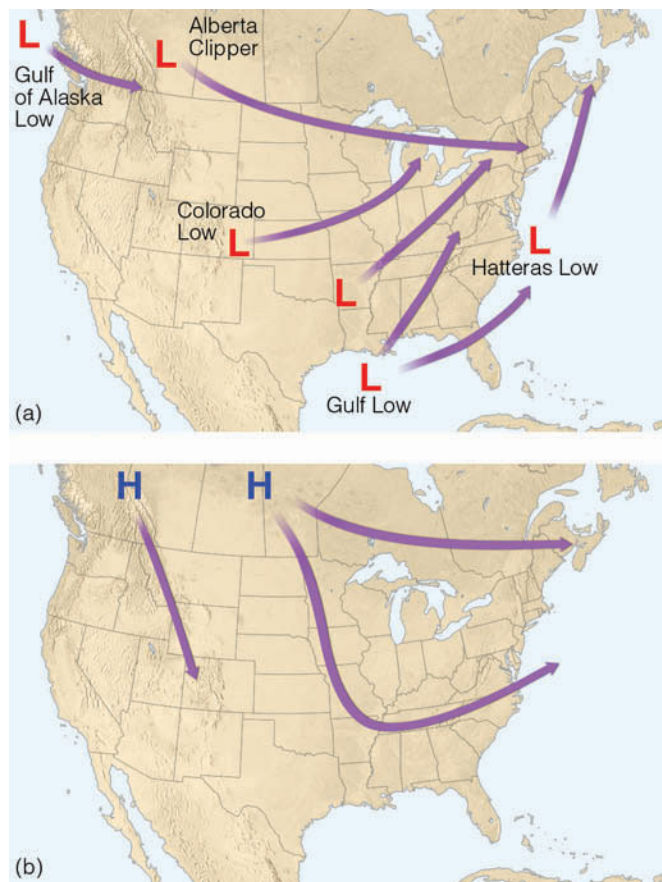 L
Gulf
of Alaska
Low
L
Alberta
Clipper
Colorado
Low
L
L
L
Hatteras Low
L
Gulf Low
(a)
H
H
(b)